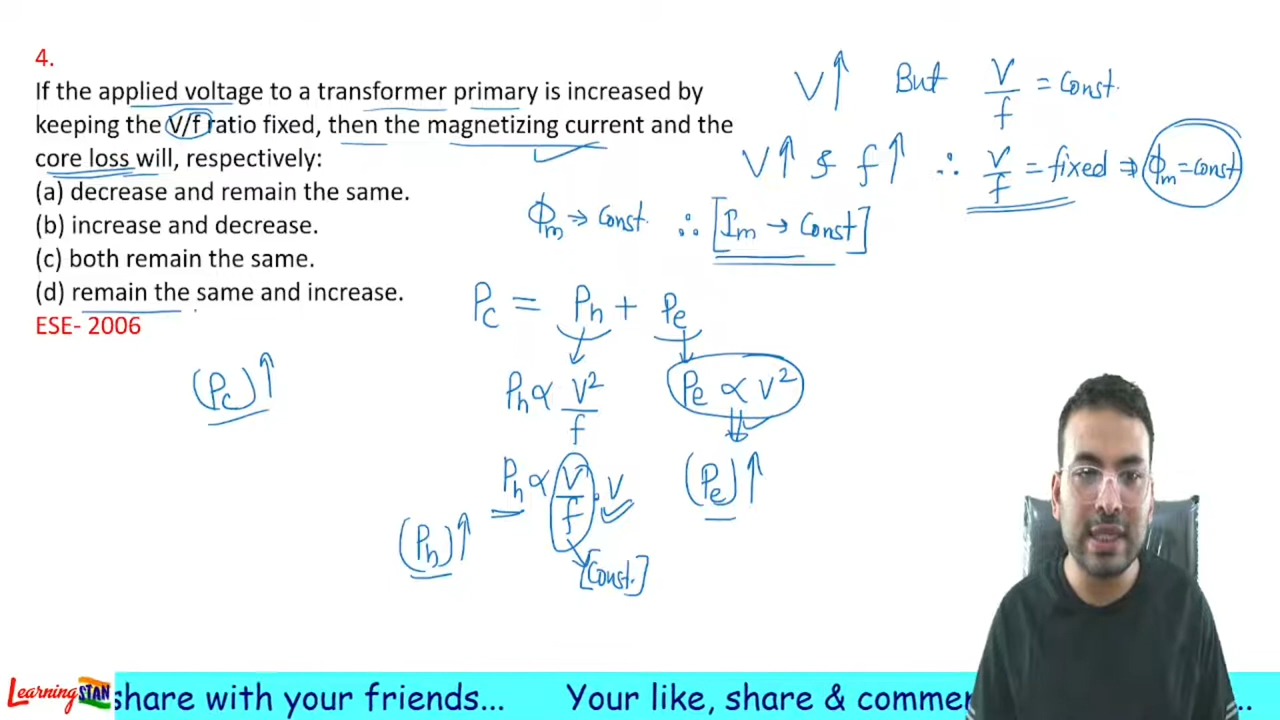 4.
If the applied voltage to a transformer primary is increased by
keeping the V/f ratio fixed, then the magnetizing current and the
core loss will, respectively:
(a) decrease and remain the same.
(b) increase and decrease.
(c) both remain the same.
(d) remain the same and increase.
ESE- 2006
V↑ But V/f = Const.
V↑ & f↑ ∴ V/f = fixed ⇒ ϕm = Const
ϕm → Const. ∴ [Im → Const]
Pc = Ph + Pe
Ph ∝ V²/f
Pe ∝ V²
(Pc)↑
Ph ∝ V/f . V
(Pe)↑
(Ph)↑
[Const.]
LearningSTAN
share with your friends... Your like, share & comme